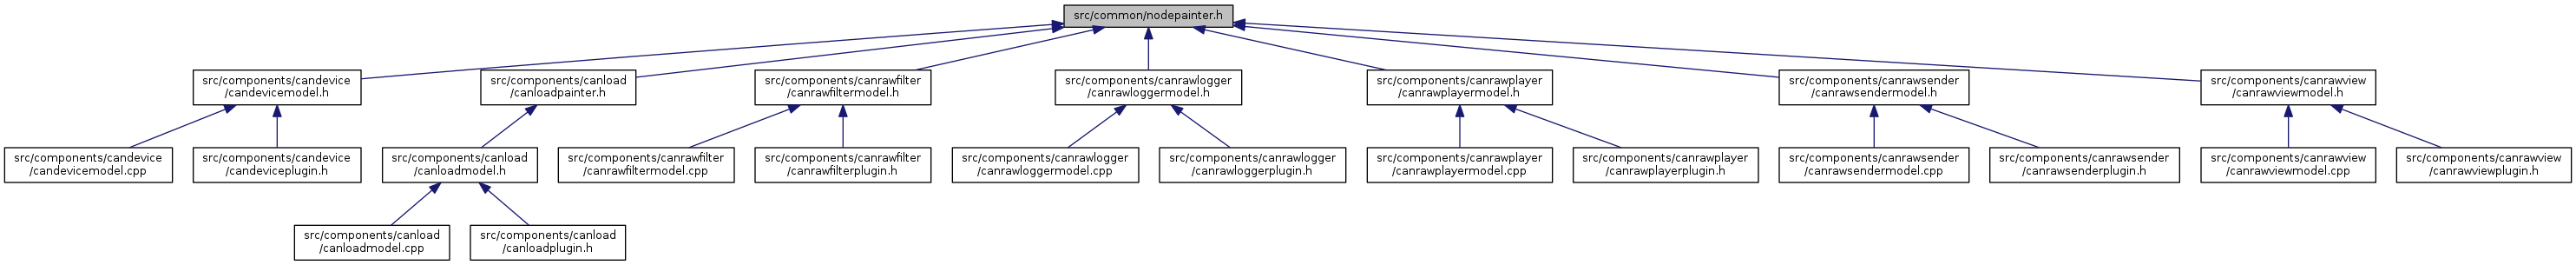 src/common/nodepainter.h
src/components/candevice
/candevicemodel.h
src/components/canload
/canloadpainter.h
src/components/canrawfilter
/canrawfiltermodel.h
src/components/canrawlogger
/canrawloggermodel.h
src/components/canrawplayer
/canrawplayermodel.h
src/components/canrawsender
/canrawsendermodel.h
src/components/canrawview
/canrawviewmodel.h
src/components/candevice
/candevicemodel.cpp
src/components/candevice
/candeviceplugin.h
src/components/canload
/canloadmodel.h
src/components/canrawfilter
/canrawfiltermodel.cpp
src/components/canrawfilter
/canrawfilterplugin.h
src/components/canrawlogger
/canrawloggermodel.cpp
src/components/canrawlogger
/canrawloggerplugin.h
src/components/canrawplayer
/canrawplayermodel.cpp
src/components/canrawplayer
/canrawplayerplugin.h
src/components/canrawsender
/canrawsendermodel.cpp
src/components/canrawsender
/canrawsenderplugin.h
src/components/canrawview
/canrawviewmodel.cpp
src/components/canrawview
/canrawviewplugin.h
src/components/canload
/canloadmodel.cpp
src/components/canload
/canloadplugin.h